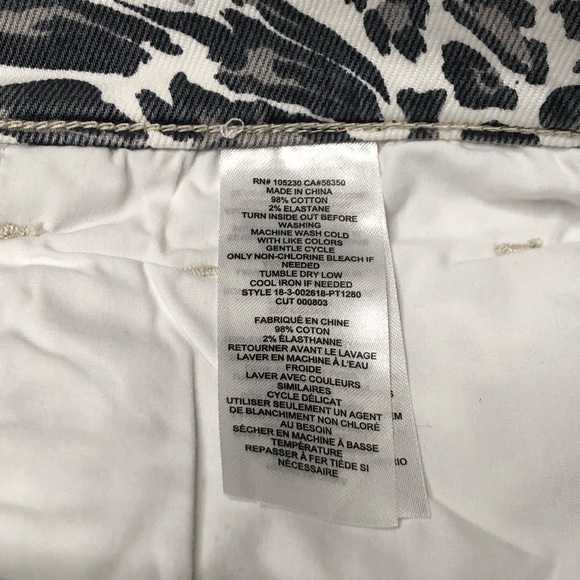 RN# 105230 CA#56350
MADE IN CHINA
98% COTTON
2% ELASTANE
TURN INSIDE OUT BEFORE
WASHING
MACHINE WASH COLD
WITH LIKE COLORS
GENTLE CYCLE
ONLY NON-CHLORINE BLEACH IF
NEEDED
TUMBLE DRY LOW
COOL IRON IF NEEDED
STYLE 18-3-002618-PT1280
CUT 000803
FABRIQUÉ EN CHINE
98% COTON
2% ÉLASTHANNE
RETOURNER AVANT LE LAVAGE
LAVER EN MACHINE À L'EAU
FROIDE
LAVER AVEC COULEURS
SIMILAIRES
CYCLE DÉLICAT
UTILISER SEULEMENT UN AGENT
DE BLANCHIMENT NON CHLORÉ
AU BESOIN
SÉCHER EN MACHINE À BASSE
TEMPÉRATURE
REPASSER À FER TIÈDE SI
NÉCESSAIRE
EM
RIO